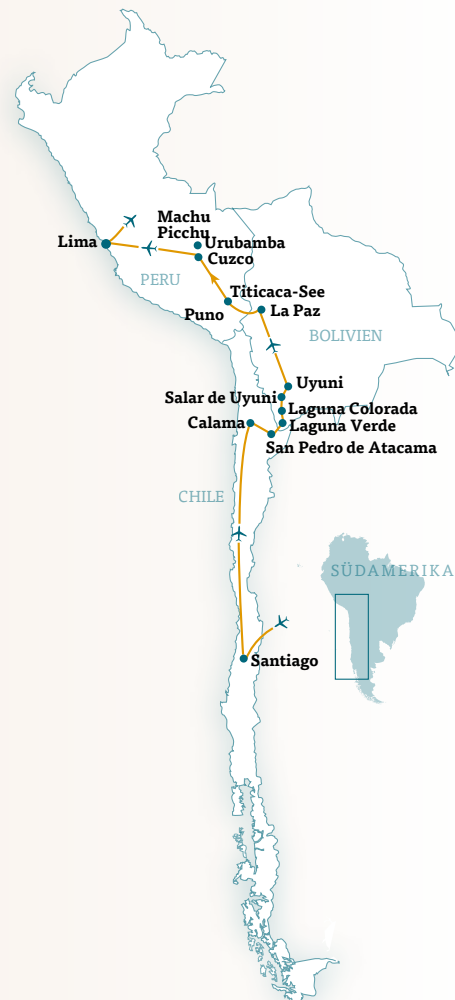 Machu
Picchu
Lima
Urubamba
Cuzco
PERU
Titicaca-See
Puno
La Paz
BOLIVIEN
Uyuni
Salar de Uyuni
Laguna Colorada
Calama
Laguna Verde
San Pedro de Atacama
CHILE
SÜDAMERIKA
Santiago